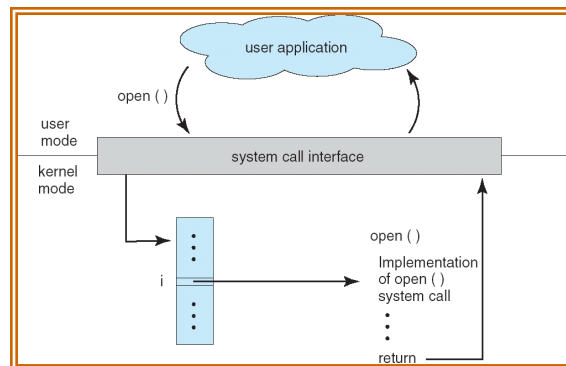 user application
open ( )
user
mode
system call interface
kernel
mode
open ( )
i
Implementation
of open ( )
system call
return